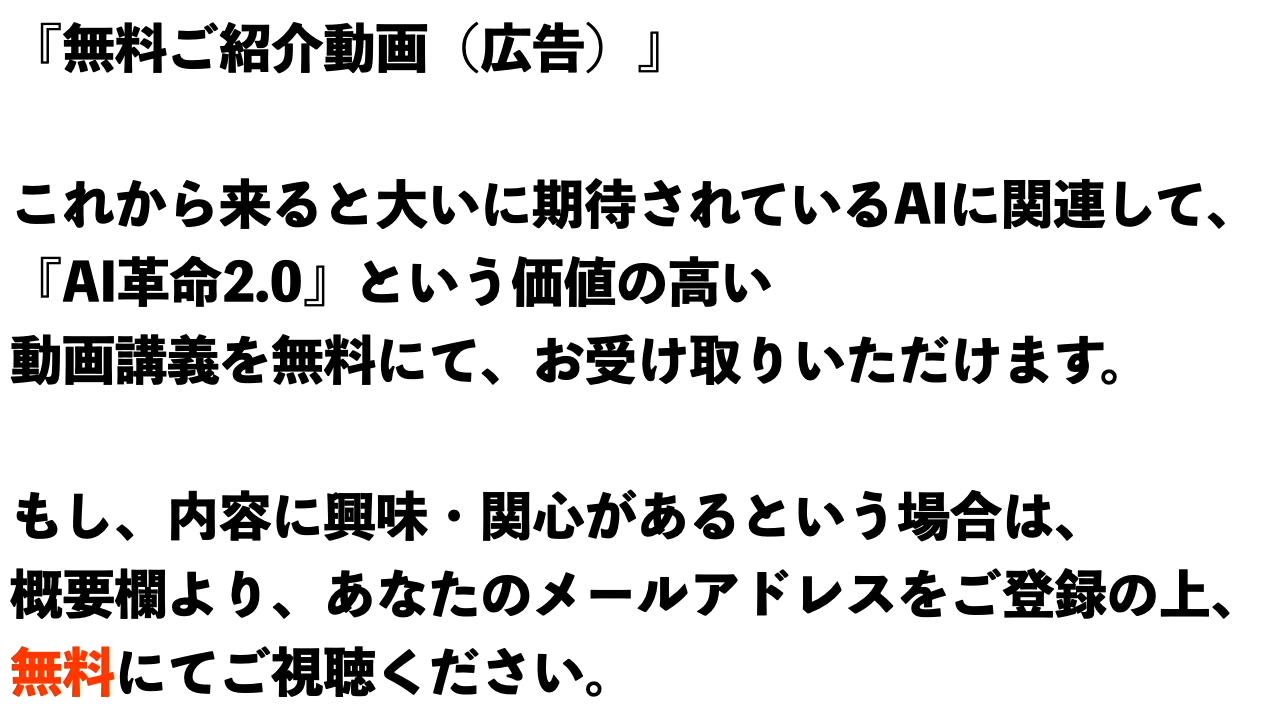 『無料ご紹介動画（広告）』
これから来ると大いに期待されているAIに関連して、
『AI革命2.0』という価値の高い
動画講義を無料にて、お受け取りいただけます。
もし、内容に興味・関心があるという場合は、
概要欄より、あなたのメールアドレスをご登録の上、
無料にてご視聴ください。